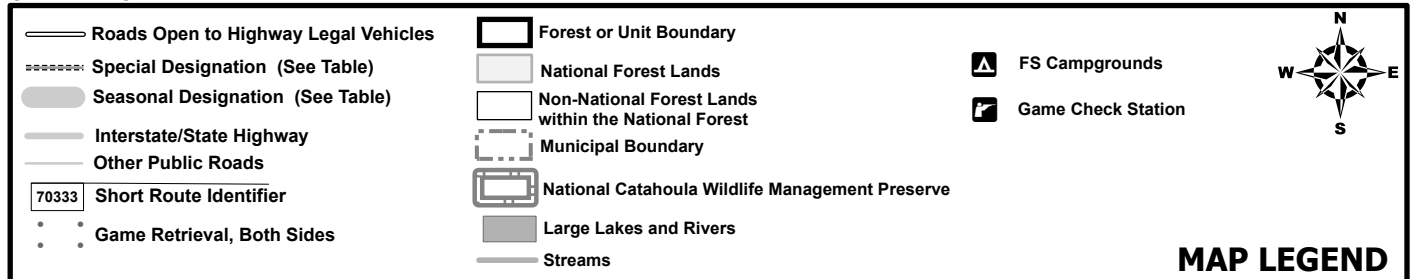 Roads Open to Highway Legal Vehicles
Special Designation (See Table)
Seasonal Designation (See Table)
Interstate/State Highway
Other Public Roads
70333 Short Route Identifier
Game Retrieval, Both Sides
Forest or Unit Boundary
National Forest Lands
Non-National Forest Lands
within the National Forest
Municipal Boundary
National Catahoula Wildlife Management Preserve
Large Lakes and Rivers
Streams
FS Campgrounds
Game Check Station
N
W E
S
MAP LEGEND